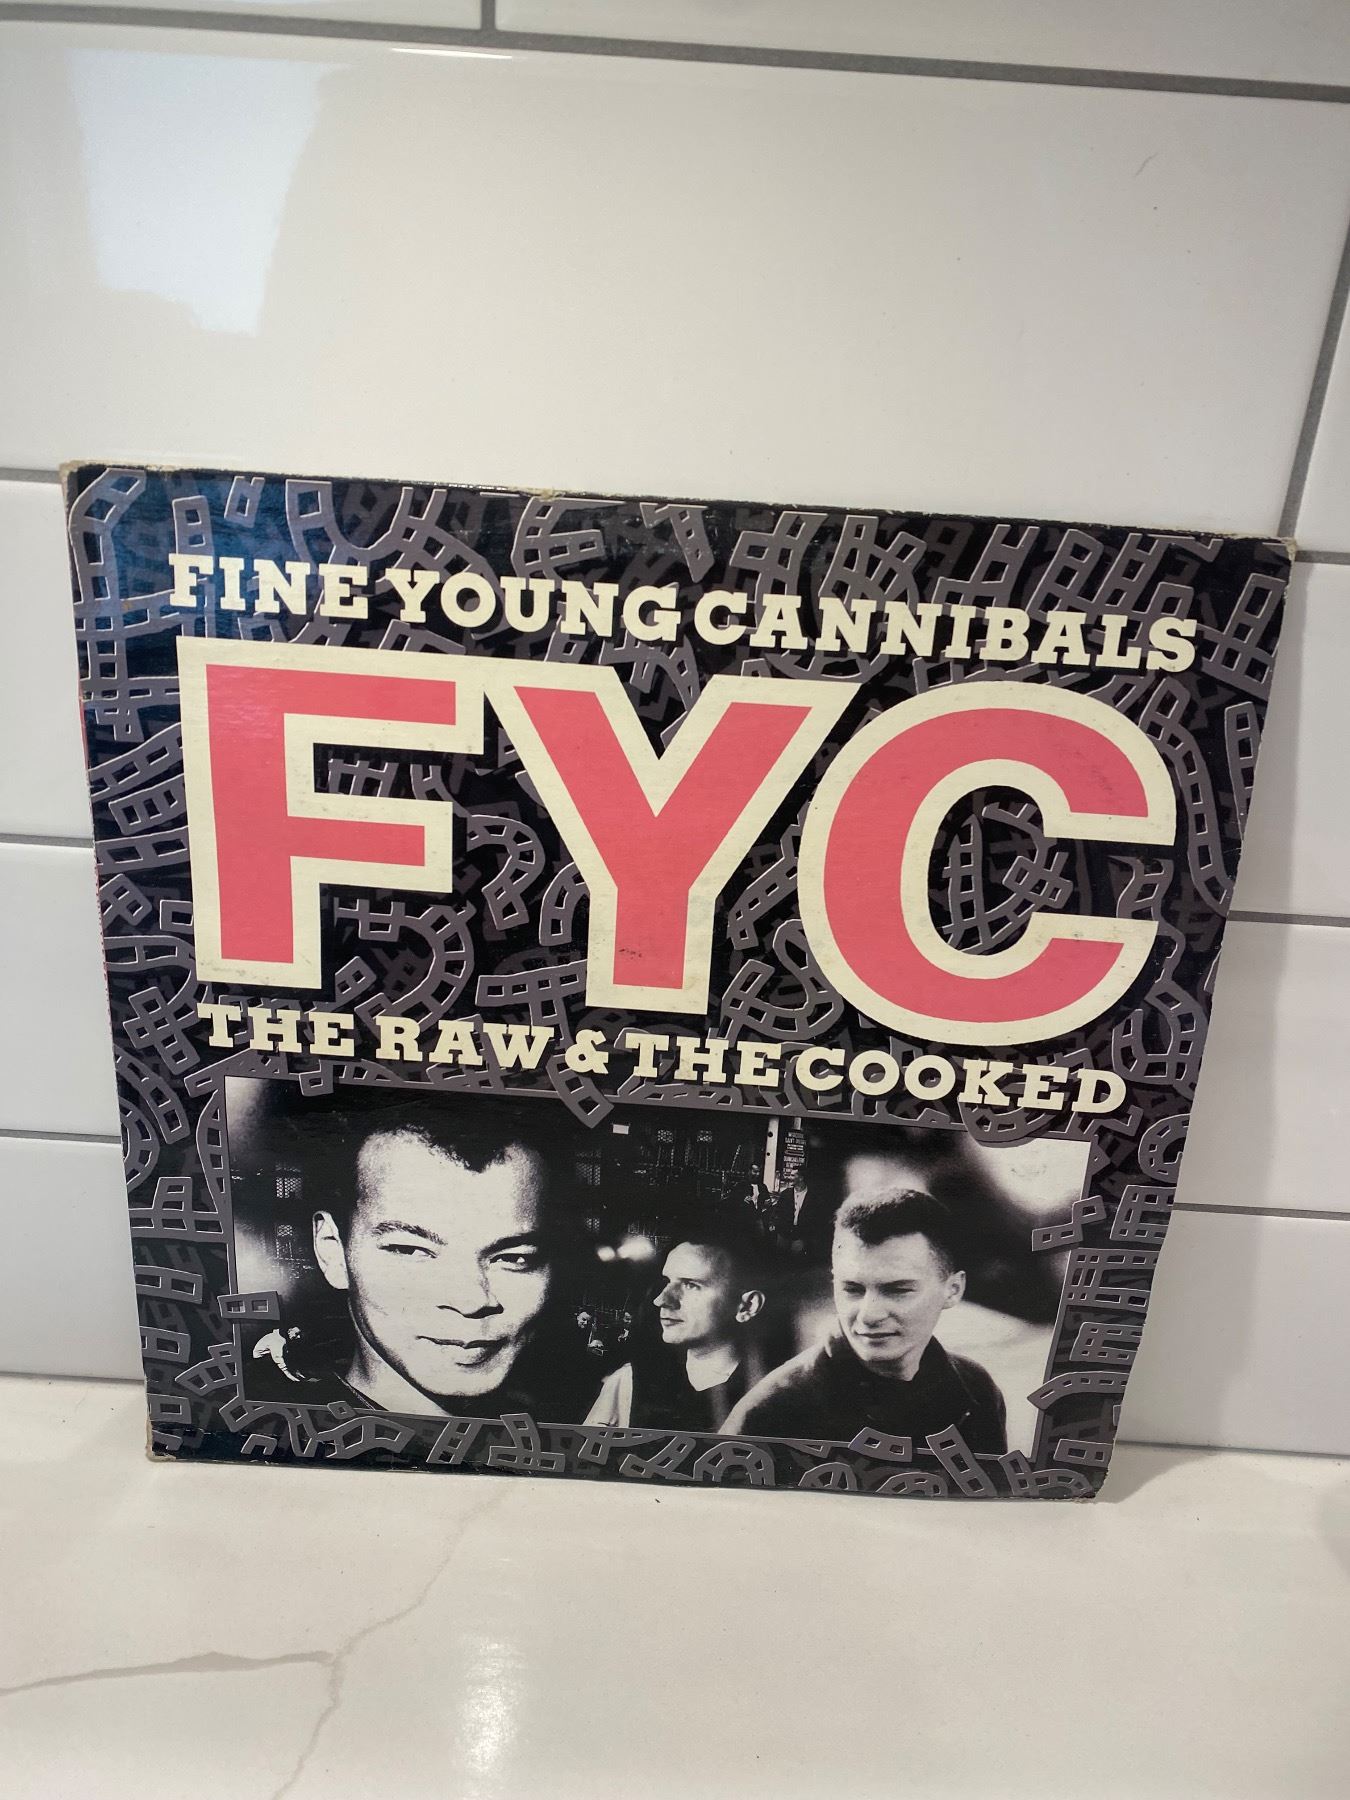 FINE YOUNG CANNIBALS
FYC
THE RAW & THE COOKED